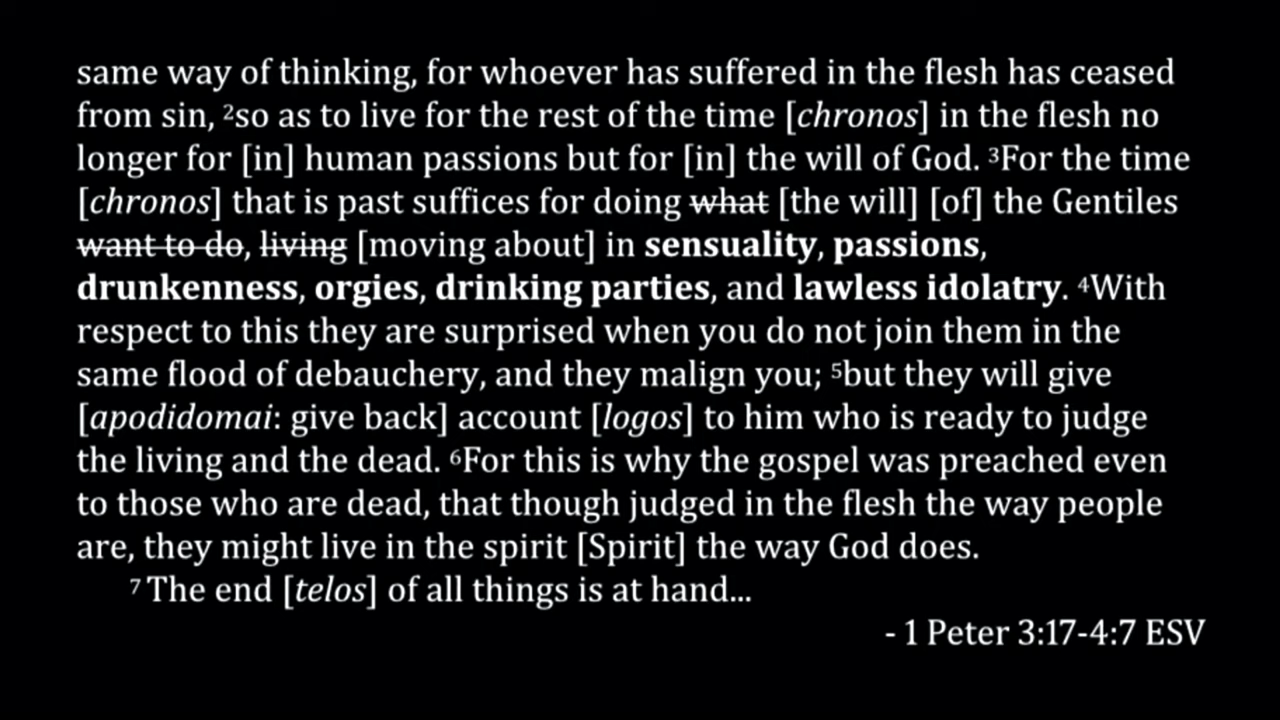 same way of thinking, for whoever has suffered in the flesh has ceased
from sin, ²so as to live for the rest of the time [chronos] in the flesh no
longer for [in] human passions but for [in] the will of God. ³For the time
[chronos] that is past suffices for doing what [the will] [of] the Gentiles
want to do, living [moving about] in sensuality, passions,
drunkenness, orgies, drinking parties, and lawless idolatry. ⁴With
respect to this they are surprised when you do not join them in the
same flood of debauchery, and they malign you; ⁵but they will give
[apodidomai: give back] account [logos] to him who is ready to judge
the living and the dead. ⁶For this is why the gospel was preached even
to those who are dead, that though judged in the flesh the way people
are, they might live in the spirit [Spirit] the way God does.
⁷ The end [telos] of all things is at hand...
- 1 Peter 3:17-4:7 ESV